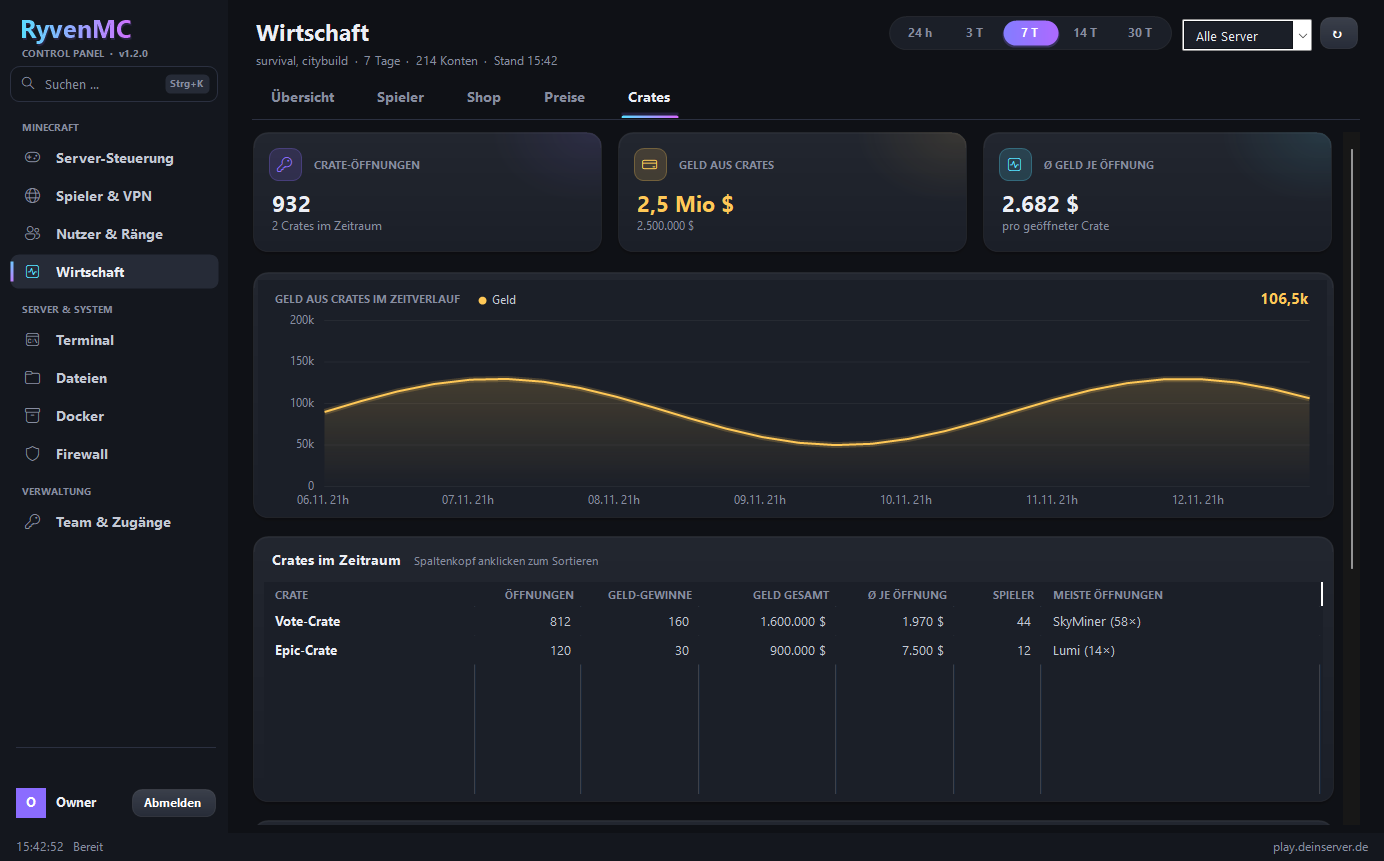 RyvenMC
CONTROL PANEL · v1.2.0
Suchen ... Strg+K
MINECRAFT
Server-Steuerung
Spieler & VPN
Nutzer & Ränge
Wirtschaft
SERVER & SYSTEM
Terminal
Dateien
Docker
Firewall
VERWALTUNG
Team & Zugänge
O Owner Abmelden
15:42:52 Bereit
Wirtschaft
survival, citybuild · 7 Tage · 214 Konten · Stand 15:42
24 h 3 T 7 T 14 T 30 T Alle Server
Übersicht Spieler Shop Preise Crates
CRATE-ÖFFNUNGEN
932
2 Crates im Zeitraum
GELD AUS CRATES
2,5 Mio $
2.500.000 $
Ø GELD JE ÖFFNUNG
2.682 $
pro geöffneter Crate
GELD AUS CRATES IM ZEITVERLAUF Geld 106,5k
200k
150k
100k
50k
0
06.11. 21h 07.11. 21h 08.11. 21h 09.11. 21h 10.11. 21h 11.11. 21h 12.11. 21h
Crates im Zeitraum Spaltenkopf anklicken zum Sortieren
CRATE ÖFFNUNGEN GELD-GEWINNE GELD GESAMT Ø JE ÖFFNUNG SPIELER MEISTE ÖFFNUNGEN
Vote-Crate 812 160 1.600.000 $ 1.970 $ 44 SkyMiner (58×)
Epic-Crate 120 30 900.000 $ 7.500 $ 12 Lumi (14×)
play.deinserver.de